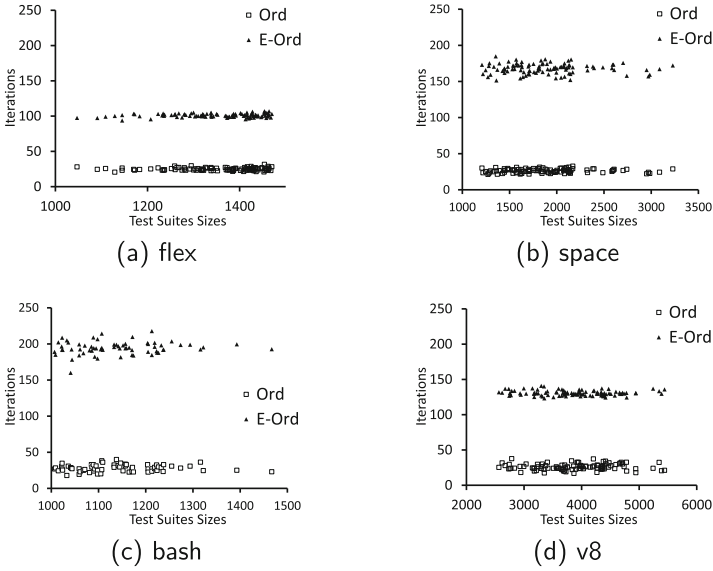 250
200
150
100
50
0
Iterations
1000
1200
1400
Test Suites Sizes
Ord
E-Ord
(a) flex
250
200
150
100
50
0
Iterations
1000
1500
2000
2500
3000
3500
Test Suites Sizes
Ord
E-Ord
(b) space
250
200
150
100
50
0
Iterations
1000
1100
1200
1300
1400
1500
Test Suites Sizes
Ord
E-Ord
(c) bash
250
200
150
100
50
0
Iterations
2000
3000
4000
5000
6000
Test Suites Sizes
Ord
E-Ord
(d) v8